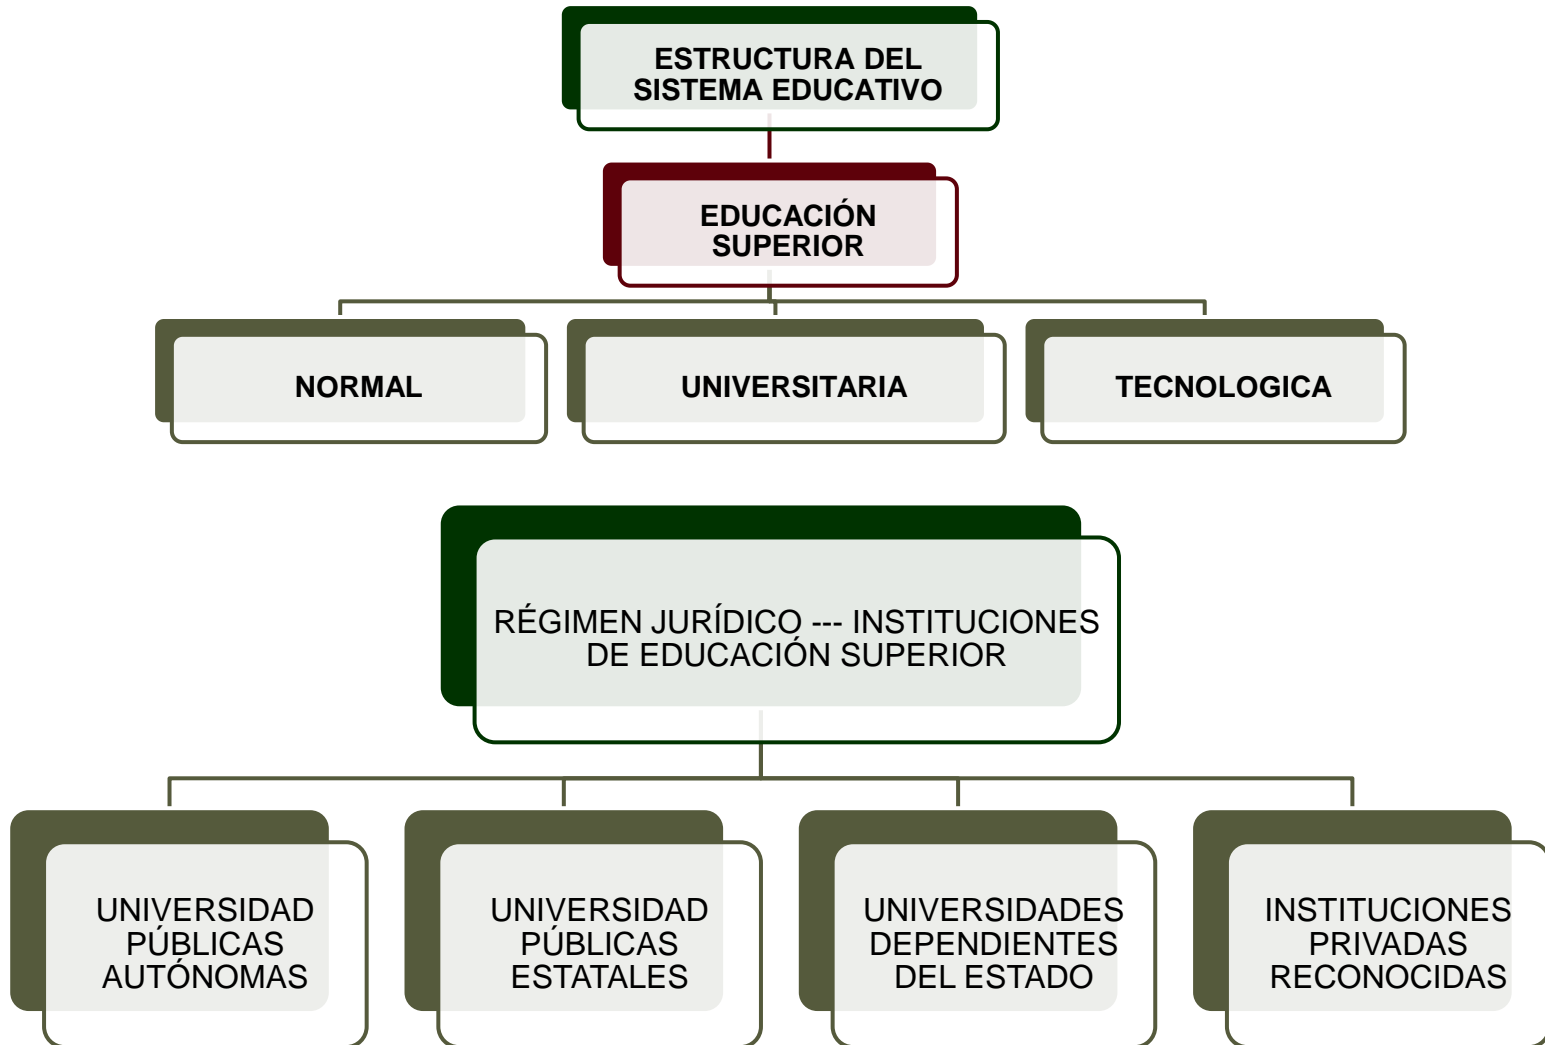 ESTRUCTURA DEL
SISTEMA EDUCATIVO
EDUCACIÓN
SUPERIOR
NORMAL
UNIVERSITARIA
TECNOLOGICA
RÉGIMEN JURÍDICO --- INSTITUCIONES
DE EDUCACIÓN SUPERIOR
UNIVERSIDAD
PÚBLICAS
AUTÓNOMAS
UNIVERSIDAD
PÚBLICAS
ESTATALES
UNIVERSIDADES
DEPENDIENTES
DEL ESTADO
INSTITUCIONES
PRIVADAS
RECONOCIDAS